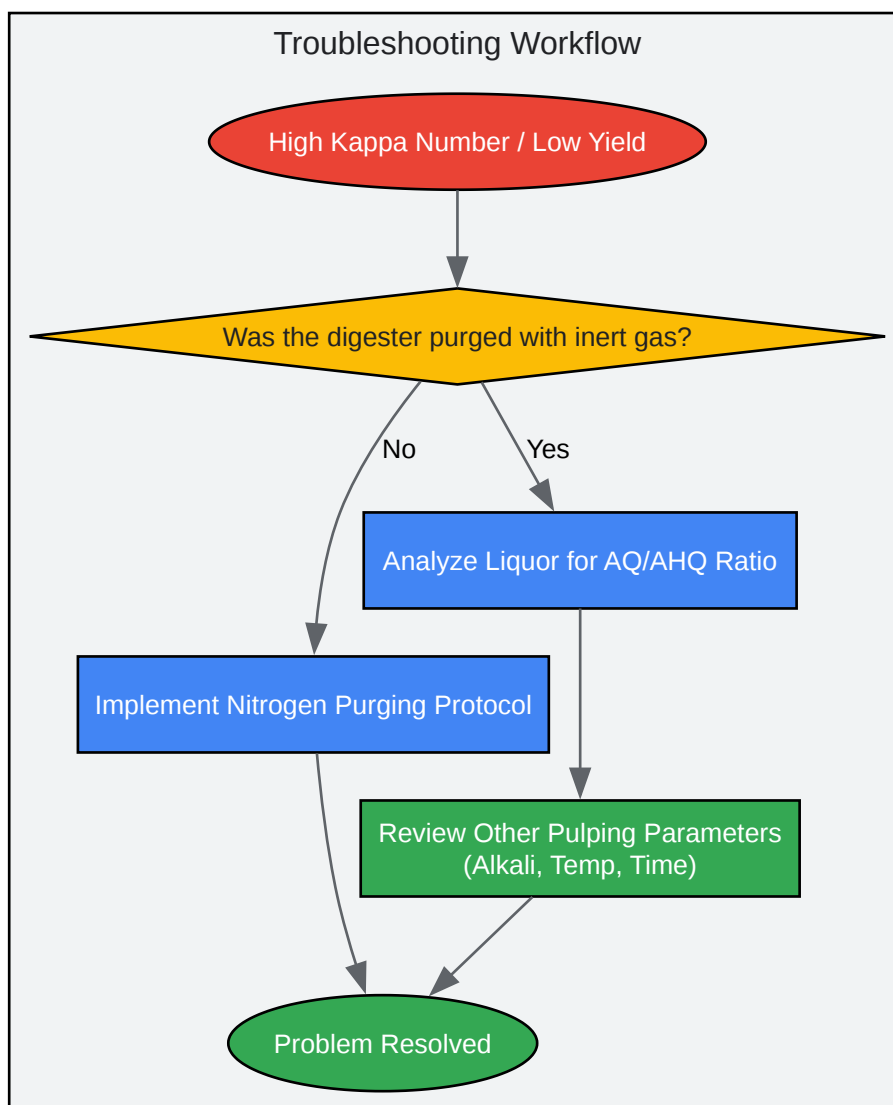 Troubleshooting Workflow
High Kappa Number / Low Yield
Was the digester purged with inert gas?
No
Yes
Analyze Liquor for AQ/AHQ Ratio
Implement Nitrogen Purging Protocol
Review Other Pulping Parameters
(Alkali, Temp, Time)
Problem Resolved